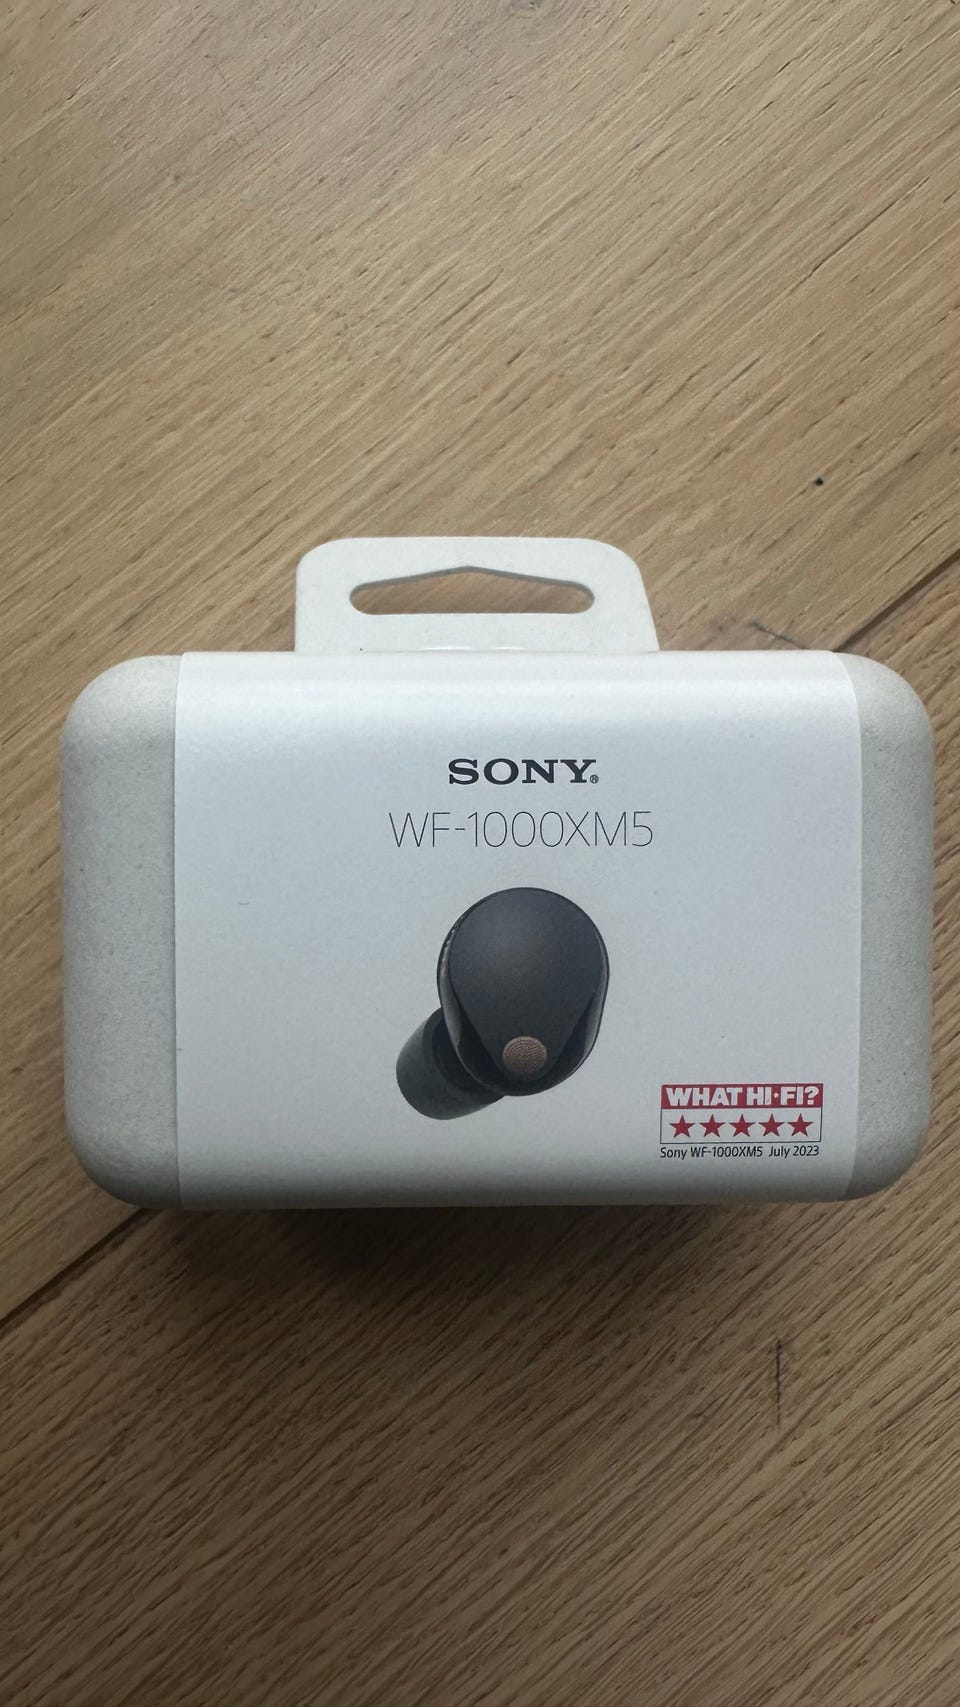 SONY®
WF-1000XM5
WHAT HI★FI?
★★★★★
Sony WF-1000XM5 July 2023